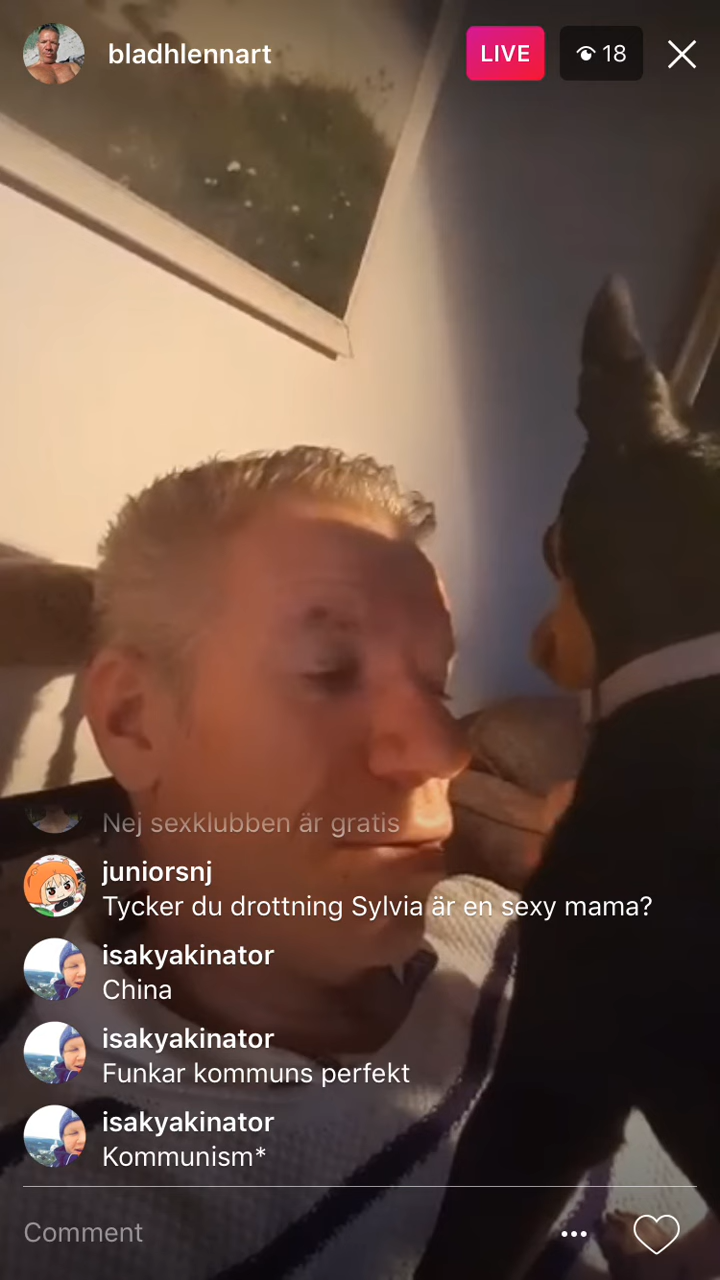 bladhlennart
LIVE
18
Nej sexklubben är gratis
juniorsnj
Tycker du drottning Sylvia är en sexy mama?
isakyakinator
China
isakyakinator
Funkar kommuns perfekt
isakyakinator
Kommunism*
Comment